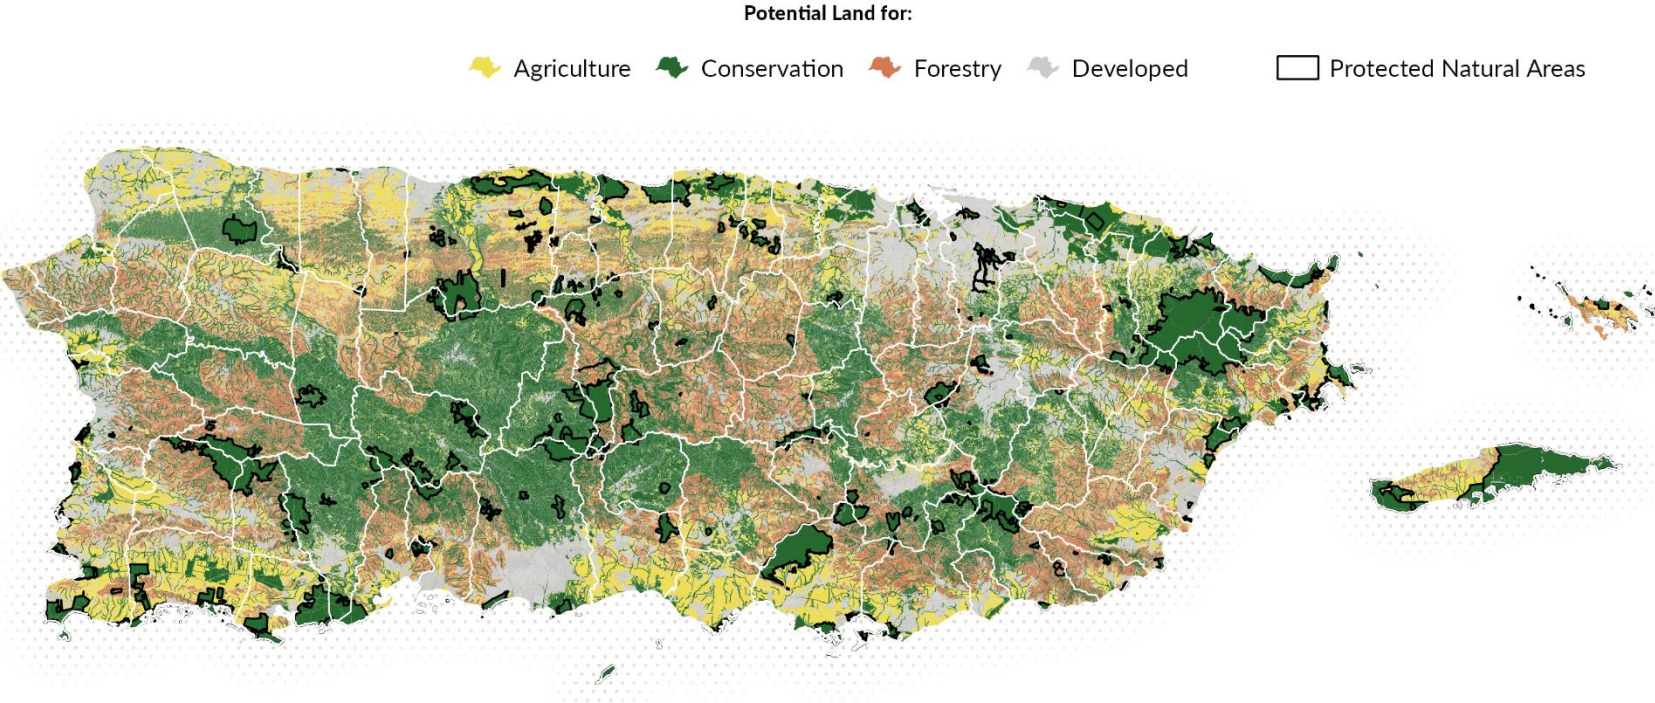 Potential Land for:
Agriculture Conservation Forestry Developed Protected Natural Areas